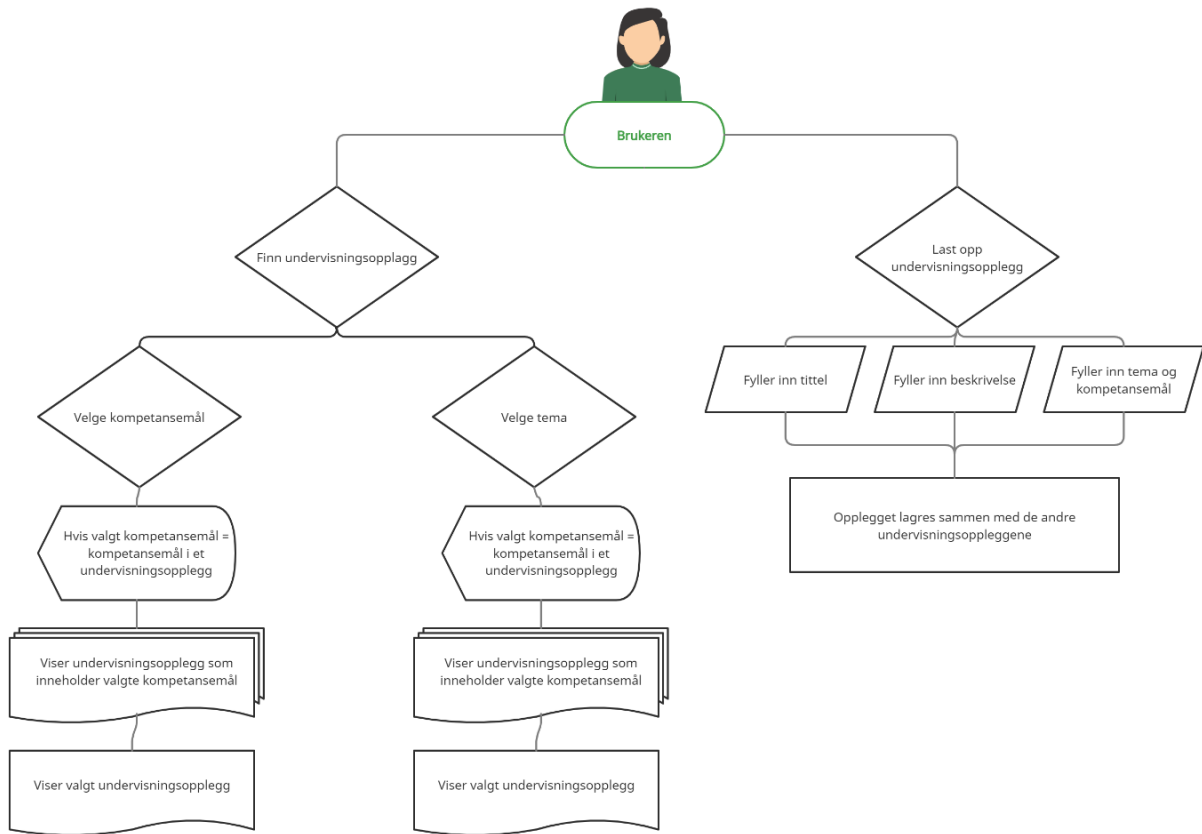 Brukeren
Finn undervisningsopplagg
Last opp
undervisningsopplegg
Velge kompetansemål
Velge tema
Fyller inn tittel
Fyller inn beskrivelse
Fyller inn tema og
kompetansemål
Hvis valgt kompetansemål =
kompetansemål i et
undervisningsopplegg
Hvis valgt kompetansemål =
kompetansemål i et
undervisningsopplegg
Opplegget lagres sammen med de andre
undervisningsoppleggene
Viser undervisningsopplegg som
inneholder valgte kompetansemål
Viser undervisningsopplegg som
inneholder valgte kompetansemål
Viser valgt undervisningsopplegg
Viser valgt undervisningsopplegg